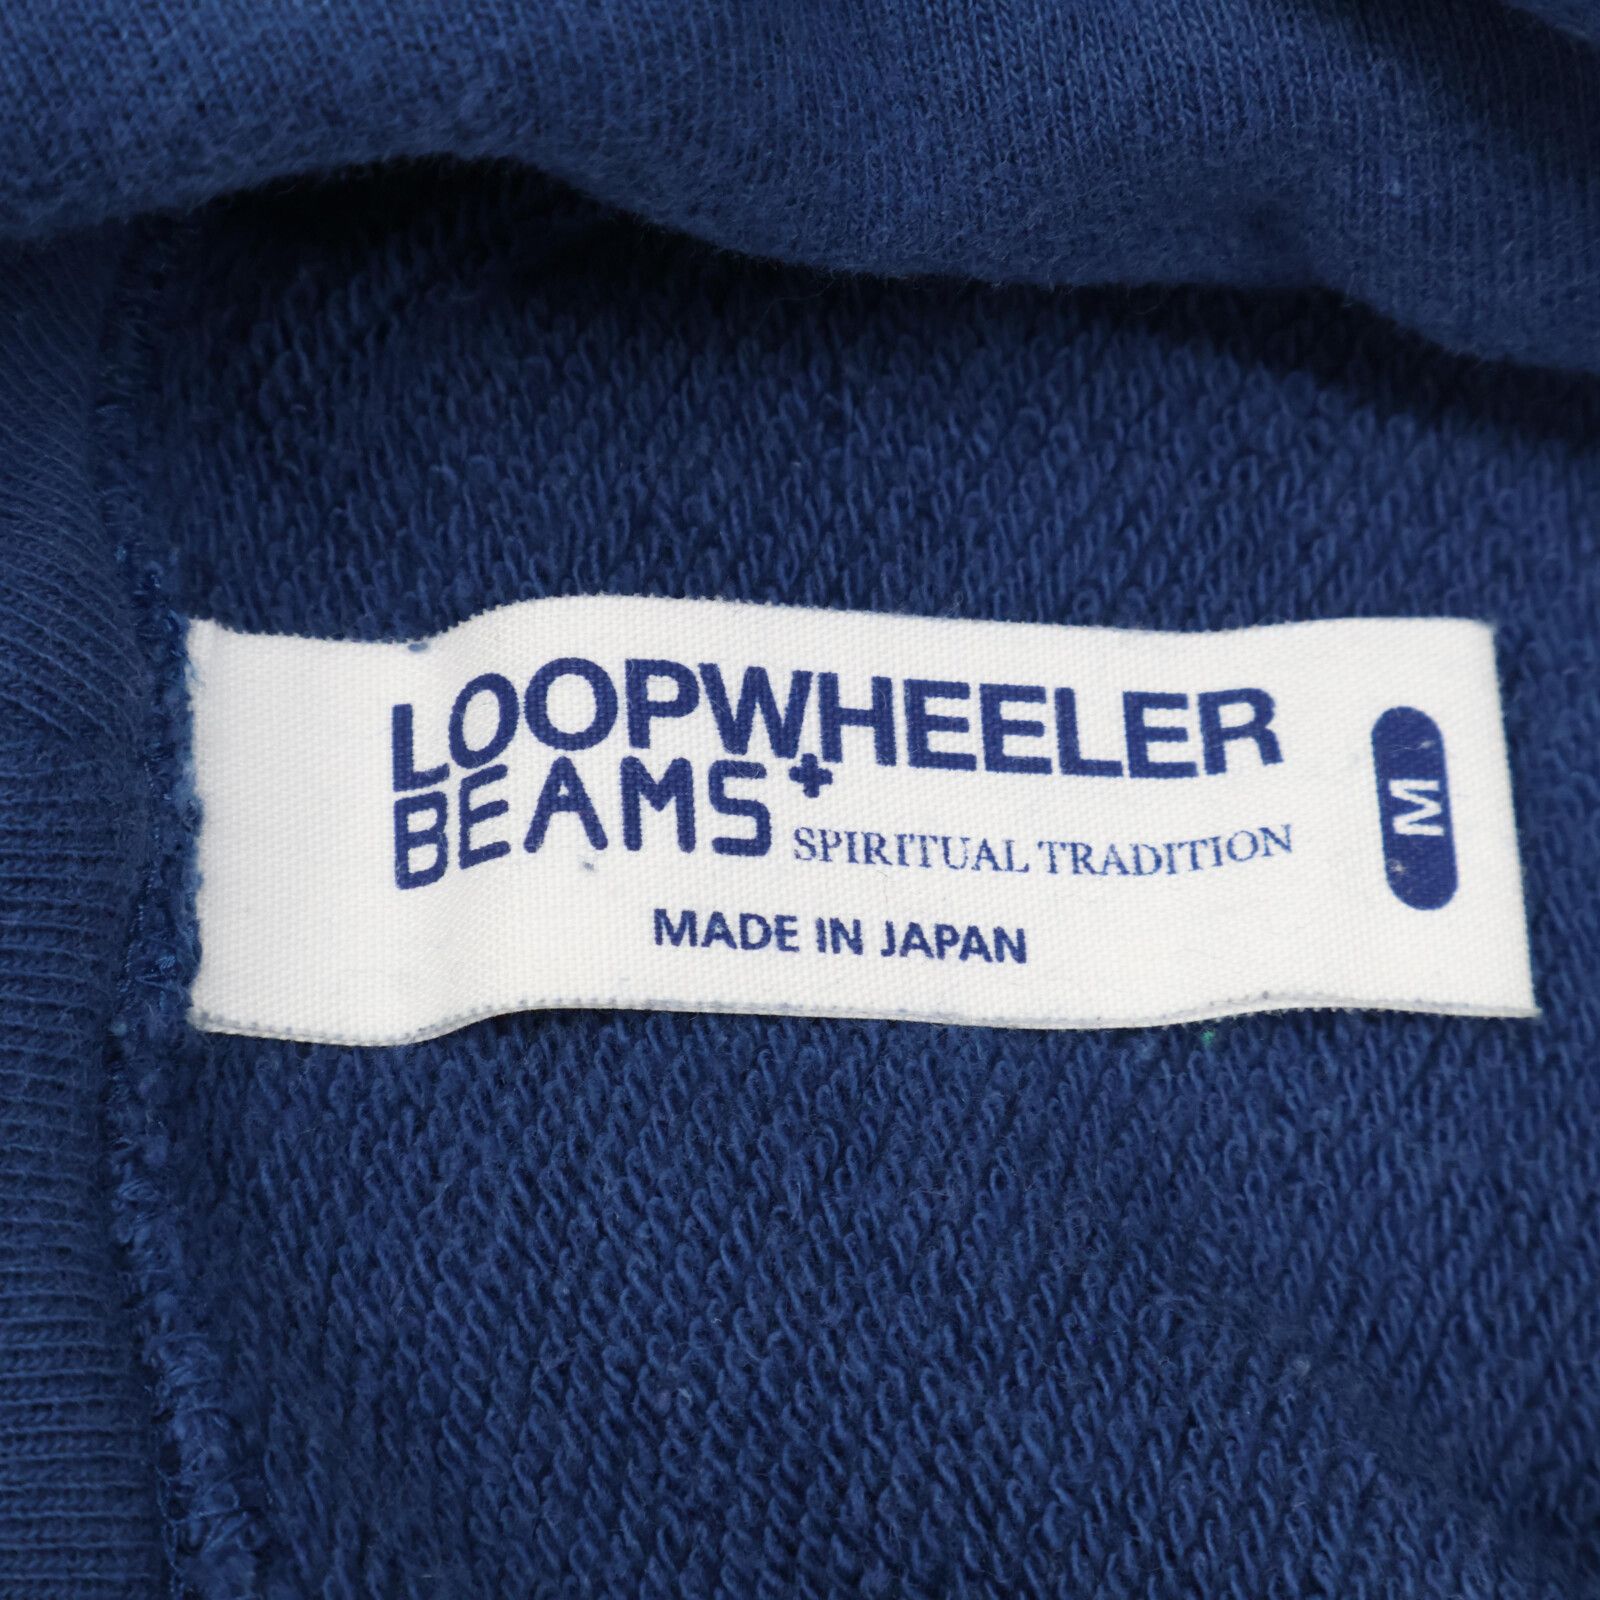 LOOPWHEELER
BEAMS+ SPIRITUAL TRADITION
MADE IN JAPAN
M